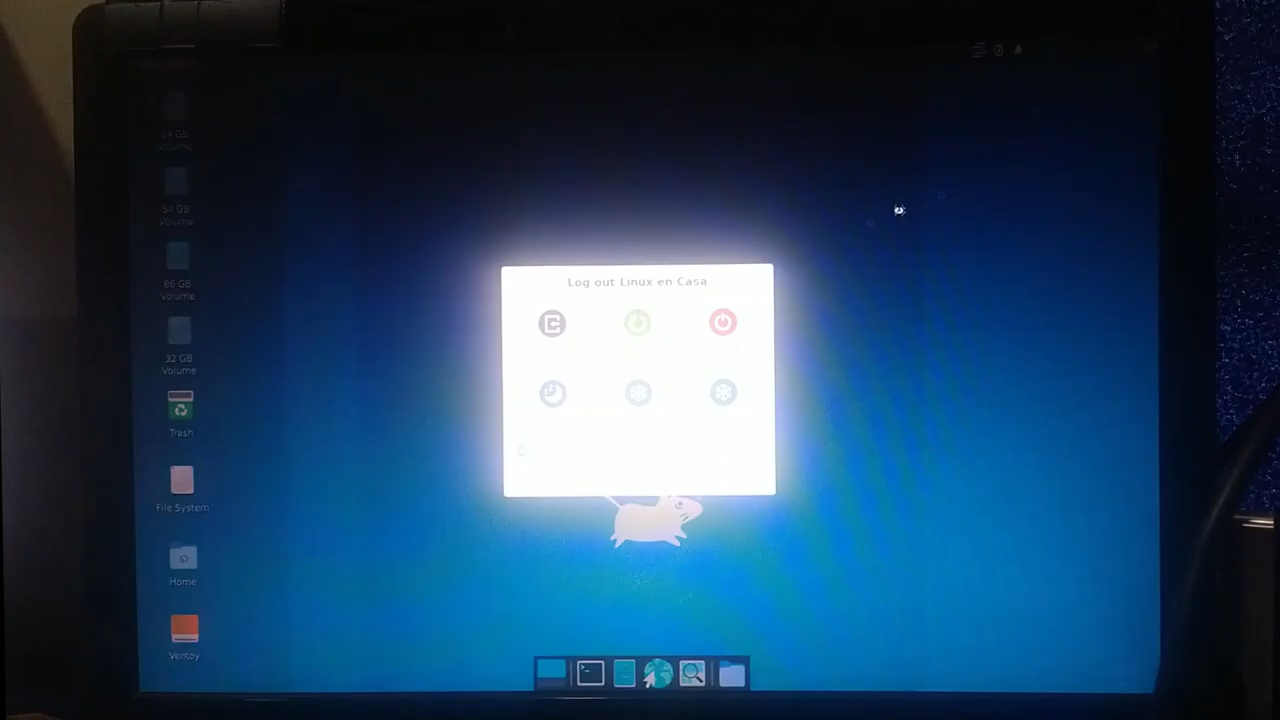 64 GB
Volume
54 GB
Volume
86 GB
Volume
32 GB
Volume
Trash
File System
Home
Ventoy
Log out Linux en Casa